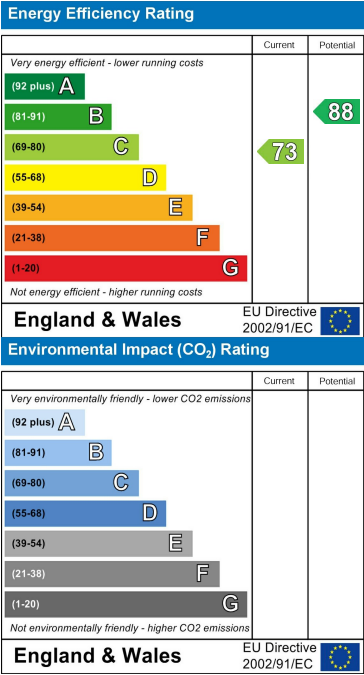 Energy Efficiency Rating
Current Potential
Very energy efficient - lower running costs
(92 plus) A
(81-91) B
88
(69-80) C
73
(55-68) D
(39-54) E
(21-38) F
(1-20) G
Not energy efficient - higher running costs
England & Wales
EU Directive
2002/91/EC
Environmental Impact (CO₂) Rating
Current Potential
Very environmentally friendly - lower CO2 emissions
(92 plus) A
(81-91) B
(69-80) C
(55-68) D
(39-54) E
(21-38) F
(1-20) G
Not environmentally friendly - higher CO2 emissions
England & Wales
EU Directive
2002/91/EC